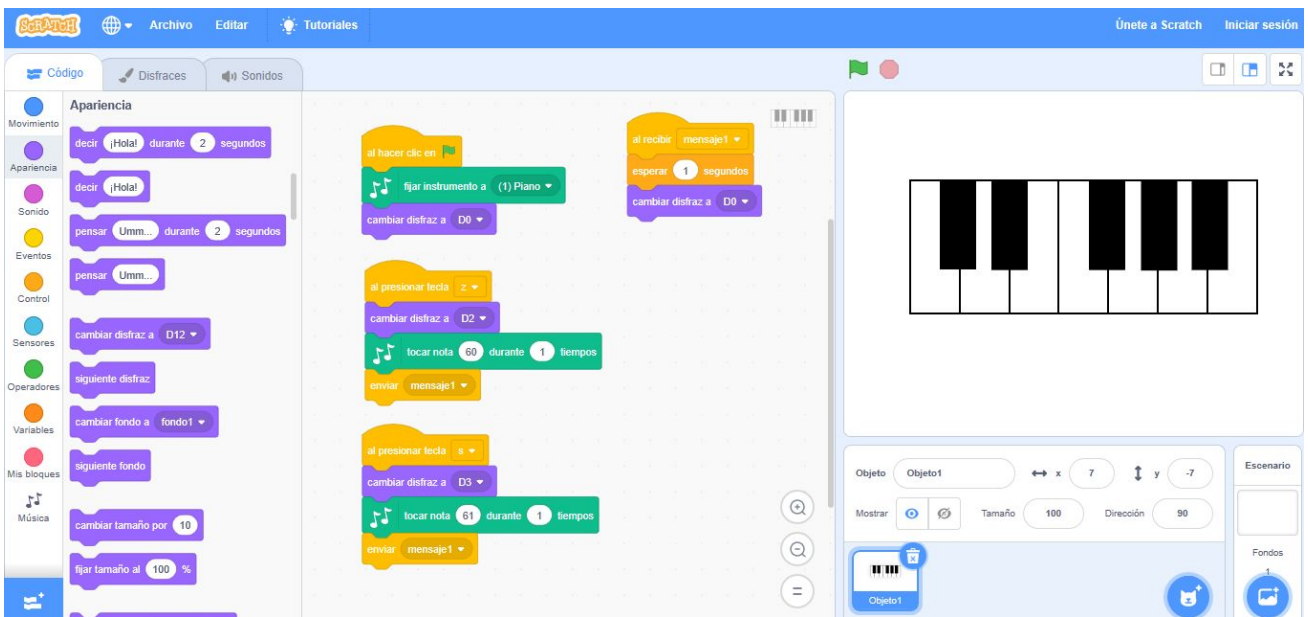 SCRATCH
Archivo
Editar
Tutoriales
Únete a Scratch
Iniciar sesión
Código
Disfraces
Sonidos
Movimiento
Apariencia
Sonido
Eventos
Control
Sensores
Operadores
Variables
Mis bloques
Música
Apariencia
decir ¡Hola! durante 2 segundos
decir ¡Hola!
pensar Umm... durante 2 segundos
pensar Umm...
cambiar disfraz a D12
siguiente disfraz
cambiar fondo a fondo1
siguiente fondo
cambiar tamaño por 10
fijar tamaño al 100 %
al hacer clic en
fijar instrumento a (1) Piano
cambiar disfraz a D0
al presionar tecla z
cambiar disfraz a D2
tocar nota 60 durante 1 tiempos
enviar mensaje1
al presionar tecla s
cambiar disfraz a D3
tocar nota 61 durante 1 tiempos
enviar mensaje1
al recibir mensaje1
esperar 1 segundos
cambiar disfraz a D0
Objeto Objeto1 x 7 y -7
Mostrar Tamaño 100 Dirección 90
Objeto1
Escenario
Fondos
1